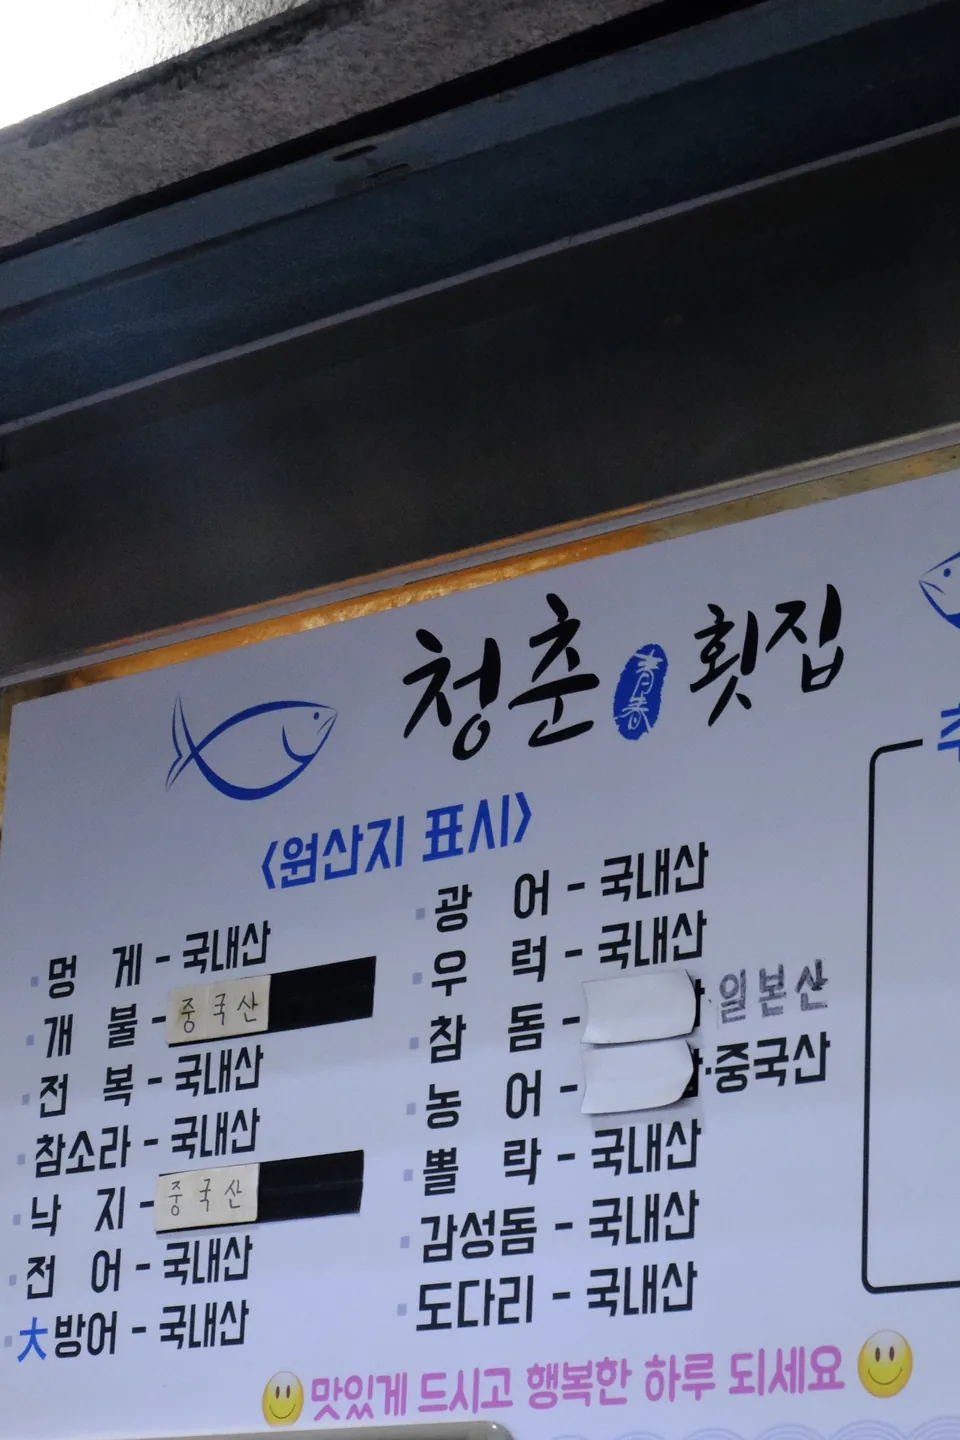 청춘 青春 횟집
<원산지 표시>
멍 게 - 국내산
개 불 - 중국산
전 복 - 국내산
참소라 - 국내산
낙 지 - 중국산
전 어 - 국내산
大방어 - 국내산
광 어 - 국내산
우 럭 - 국내산
참 돔 - 일본산
농 어 - ·중국산
뽈 락 - 국내산
감성돔 - 국내산
도다리 - 국내산
맛있게 드시고 행복한 하루 되세요